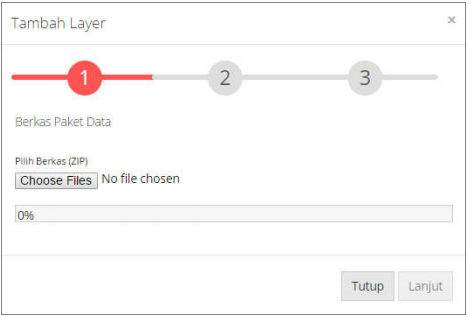 Tambah Layer ×
1 2 3
Berkas Paket Data
Pilih Berkas (ZIP)
Choose Files No file chosen
0%
Tutup Lanjut